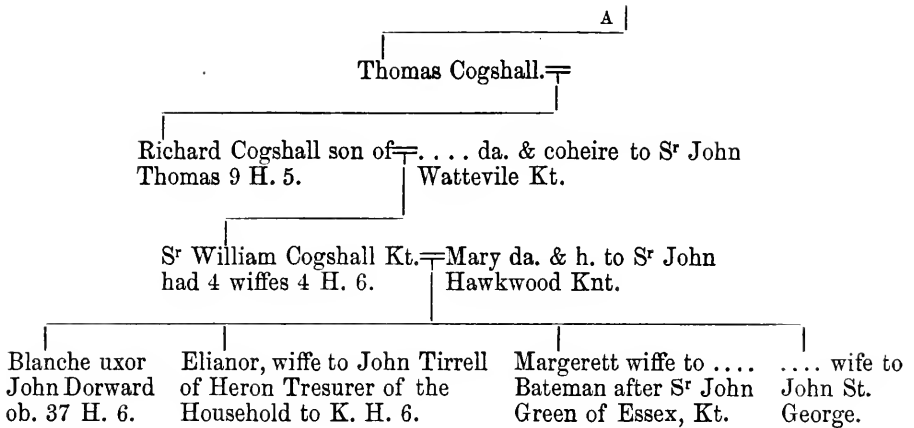 A
Thomas Cogshall.
Richard Cogshall son of
Thomas 9 H. 5.
.... da. & coheire to Sʳ John
Wattevile Kt.
Sʳ William Cogshall Kt.
had 4 wiffes 4 H. 6.
Mary da. & h. to Sʳ John
Hawkwood Knt.
Blanche uxor
John Dorward
ob. 37 H. 6.
Elianor, wiffe to John Tirrell
of Heron Tresurer of the
Household to K. H. 6.
Margerett wiffe to ....
Bateman after Sʳ John
Green of Essex, Kt.
.... wife to
John St.
George.